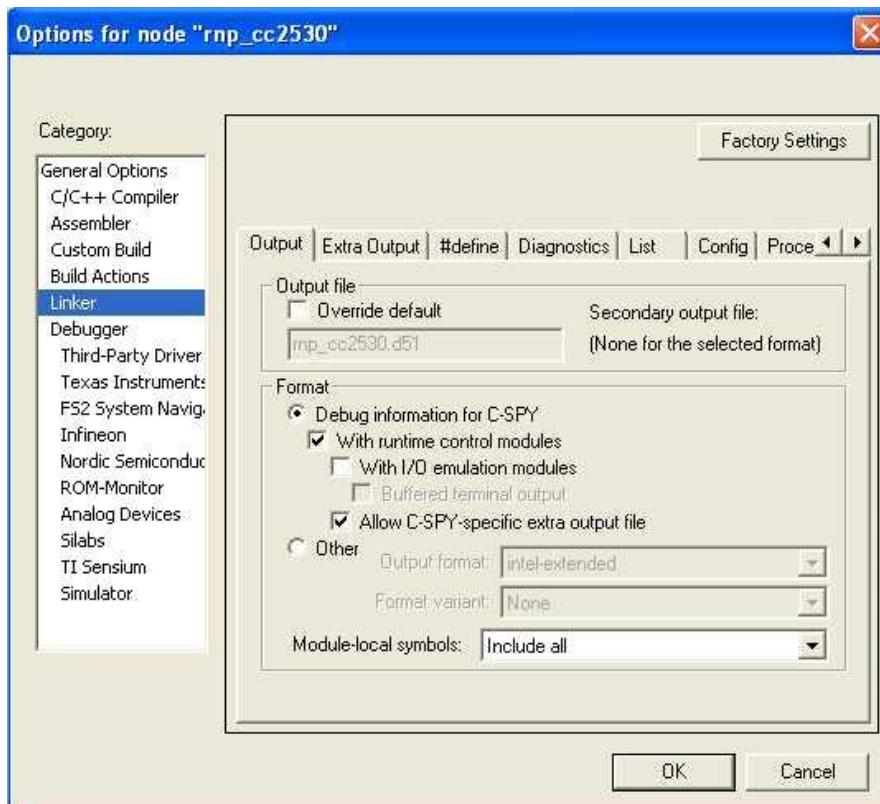 Options for node "rnp_cc2530"
Category:
Factory Settings
General Options
C/C++ Compiler
Assembler
Custom Build
Build Actions
Linker
Debugger
Third-Party Driver
Texas Instruments
FS2 System Naviga
Infineon
Nordic Semiconduc
ROM-Monitor
Analog Devices
Silabs
TI Sensium
Simulator
Output Extra Output #define Diagnostics List Config Proce
Output file
Override default
Secondary output file:
rnp_cc2530.d51
(None for the selected format)
Format
Debug information for C-SPY
With runtime control modules
With I/O emulation modules
Buffered terminal output
Allow C-SPY-specific extra output file
Other
Output format: intel-extended
Format variant: None
Module-local symbols: Include all
OK Cancel